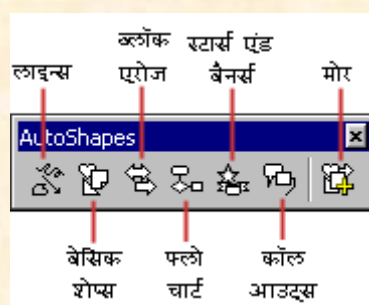 ब्लॉक स्टार्स एंड
लाइन्स एरोज बैनर्स मोर
AutoShapes
बेसिक फ्लो कॉल
शेप्स चार्ट आउट्स